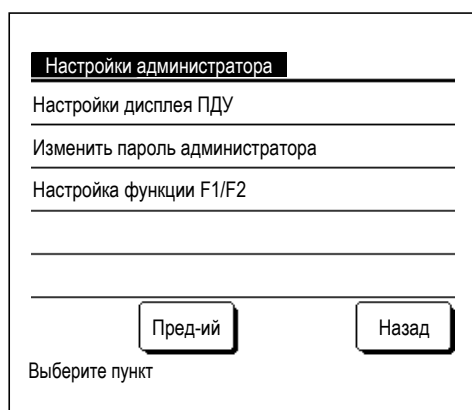 Настройки администратора
Настройки дисплея ПДУ
Изменить пароль администратора
Настройка функции F1/F2
Пред-ий Назад
Выберите пункт